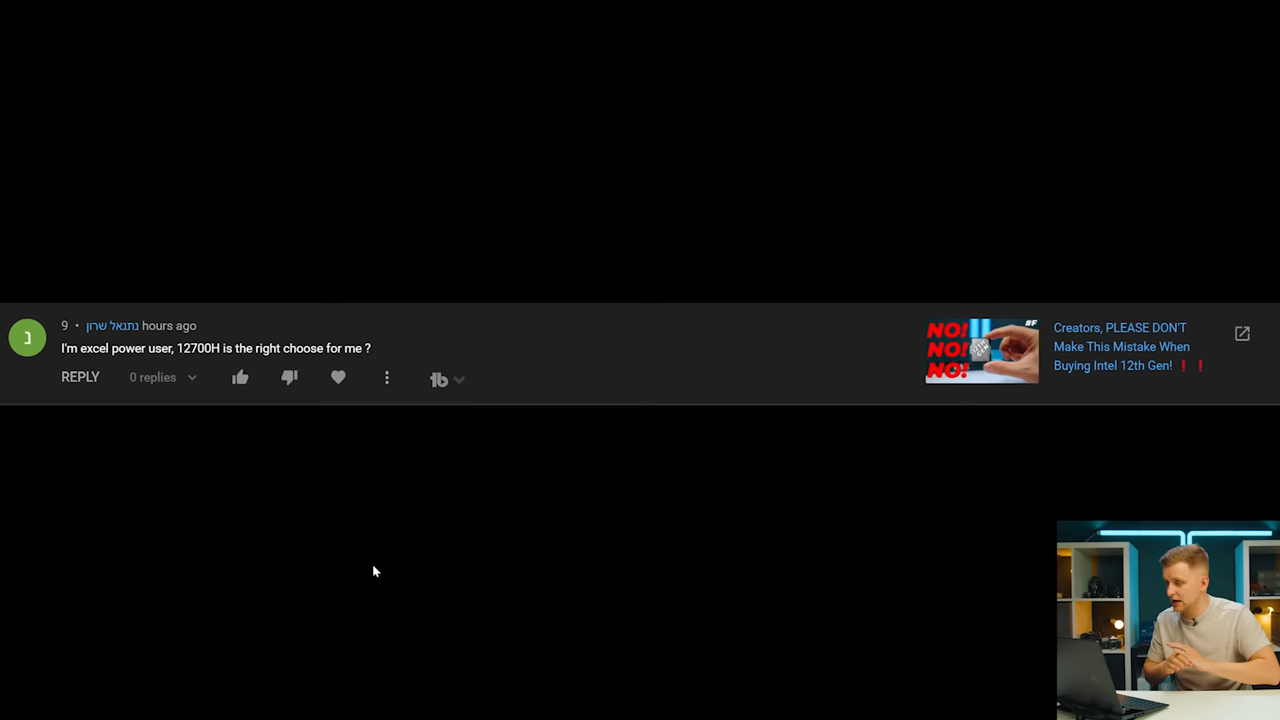 נתנאל שרון • 9 hours ago
I'm excel power user, 12700H is the right choose for me ?
REPLY 0 replies
נ
NO!
NO!
NO!
#F
Creators, PLEASE DON'T
Make This Mistake When
Buying Intel 12th Gen! ❗ ❗